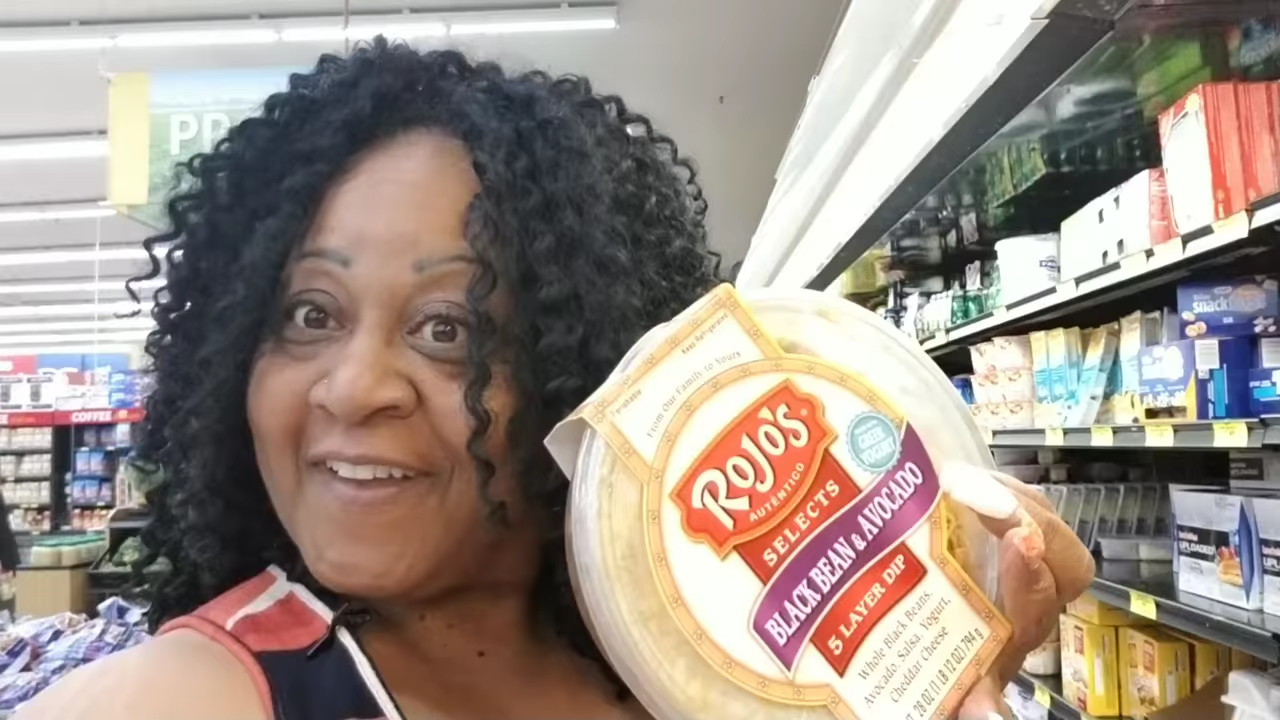 PR
COFFEE
Perishable
Keep Refrigerated
From Our Family to Yours
ROJO'S
AUTÉNTICO
SELECTS
GREEK
YOGURT
BLACK BEAN & AVOCADO
5 LAYER DIP
Whole Black Beans,
Avocado, Salsa, Yogurt,
Cheddar Cheese
28 OZ (1 LB 12 OZ) 794 g
snack
UPLOADED